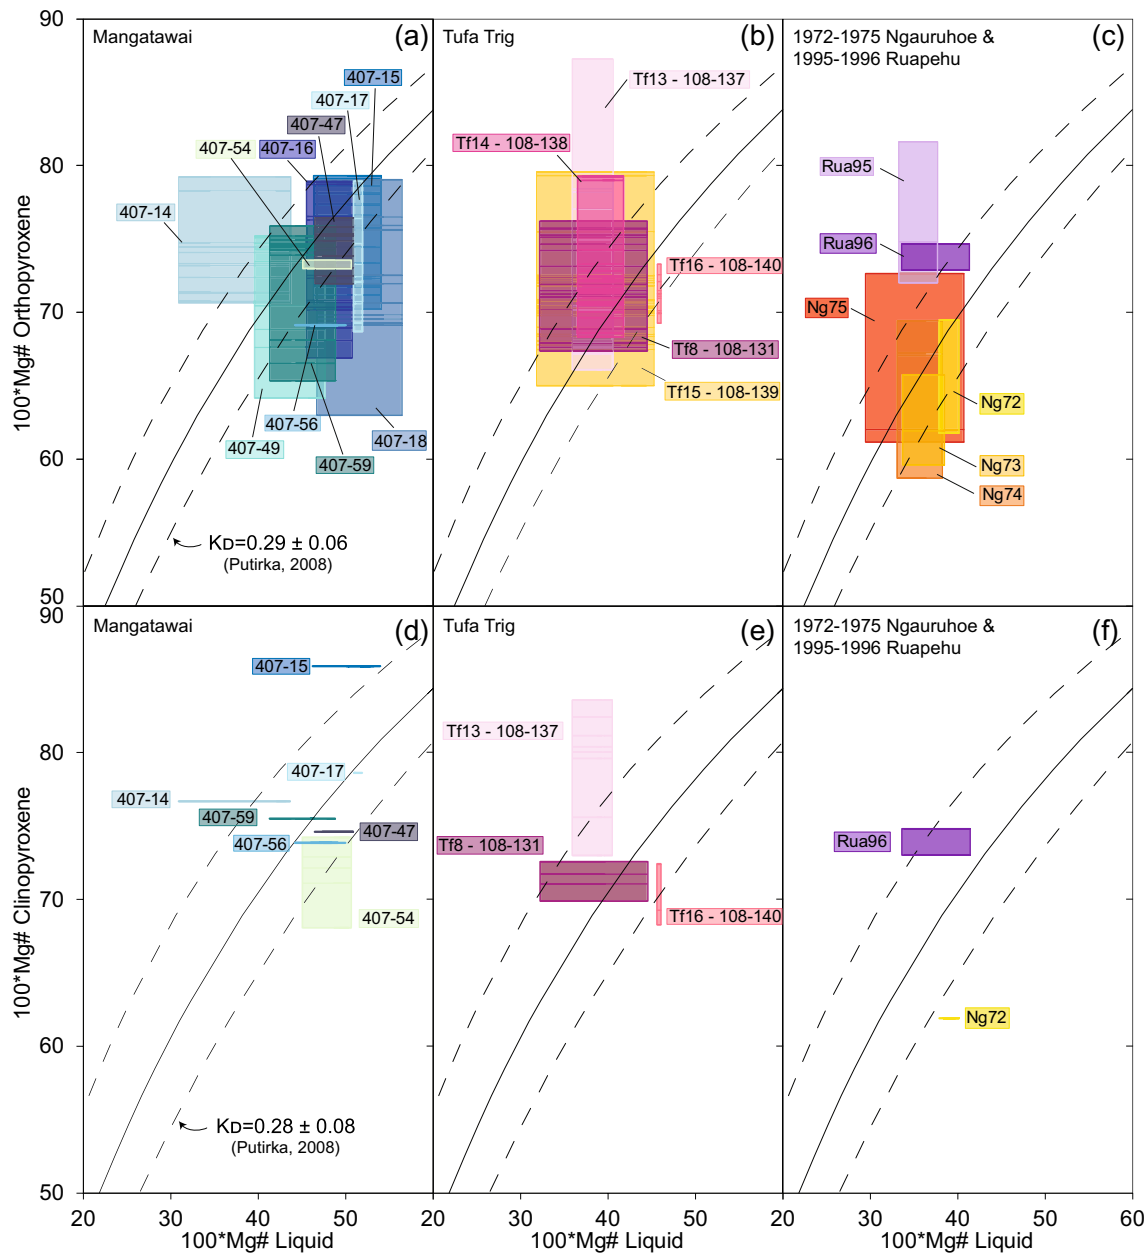 90
80
70
60
50
100*Mg# Orthopyroxene
Mangatawai
(a)
407-15
407-17
407-47
407-54
407-16
407-14
407-56
407-49
407-18
407-59
KD=0.29 ± 0.06
(Putirka, 2008)
Tufa Trig
(b)
Tf13 - 108-137
Tf14 - 108-138
Tf16 - 108-140
Tf8 - 108-131
Tf15 - 108-139
1972-1975 Ngauruhoe &
1995-1996 Ruapehu
(c)
Rua95
Rua96
Ng75
Ng72
Ng73
Ng74
90
80
70
60
50
100*Mg# Clinopyroxene
Mangatawai
(d)
407-15
407-17
407-14
407-59
407-47
407-56
407-54
KD=0.28 ± 0.08
(Putirka, 2008)
20
30
40
50
100*Mg# Liquid
Tufa Trig
(e)
Tf13 - 108-137
Tf8 - 108-131
Tf16 - 108-140
20
30
40
50
100*Mg# Liquid
1972-1975 Ngauruhoe &
1995-1996 Ruapehu
(f)
Rua96
Ng72
20
30
40
50
60
100*Mg# Liquid